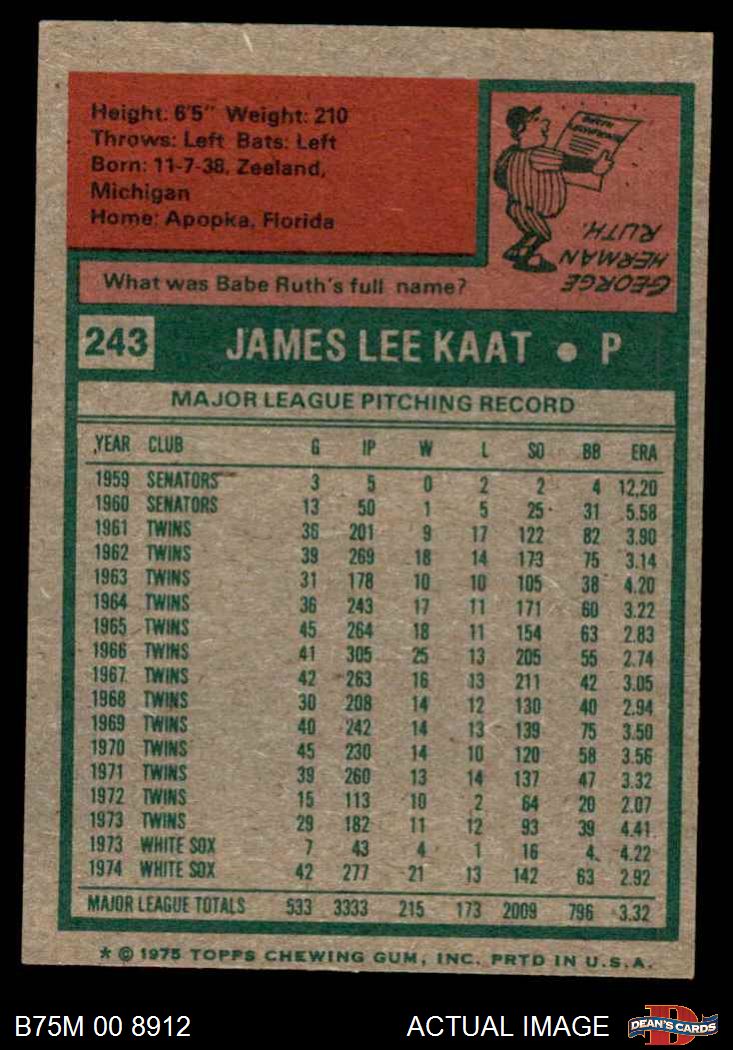 Height: 6'5" Weight: 210
Throws: Left Bats: Left
Born: 11-7-38, Zeeland,
Michigan
Home: Apopka, Florida
What was Babe Ruth's full name?
GEORGE
HERMAN
RUTH.
243 JAMES LEE KAAT • P
MAJOR LEAGUE PITCHING RECORD
YEAR CLUB G IP W L SO BB ERA
1959 SENATORS 3 5 0 2 2 4 12.20
1960 SENATORS 13 50 1 5 25 31 5.58
1961 TWINS 36 201 9 17 122 82 3.90
1962 TWINS 39 269 18 14 173 75 3.14
1963 TWINS 31 178 10 10 105 38 4.20
1964 TWINS 36 243 17 11 171 60 3.22
1965 TWINS 45 264 18 11 154 63 2.83
1966 TWINS 41 305 25 13 205 55 2.74
1967 TWINS 42 263 16 13 211 42 3.05
1968 TWINS 30 208 14 12 130 40 2.94
1969 TWINS 40 242 14 13 139 75 3.50
1970 TWINS 45 230 14 10 120 58 3.56
1971 TWINS 39 260 13 14 137 47 3.32
1972 TWINS 15 113 10 2 64 20 2.07
1973 TWINS 29 182 11 12 93 39 4.41
1973 WHITE SOX 7 43 4 1 16 4 4.22
1974 WHITE SOX 42 277 21 13 142 63 2.92
MAJOR LEAGUE TOTALS 533 3333 215 173 2009 796 3.32
* © 1975 TOPPS CHEWING GUM, INC. PRTD IN U.S.A.
B75M 00 8912 ACTUAL IMAGE
D
DEAN'S CARDS